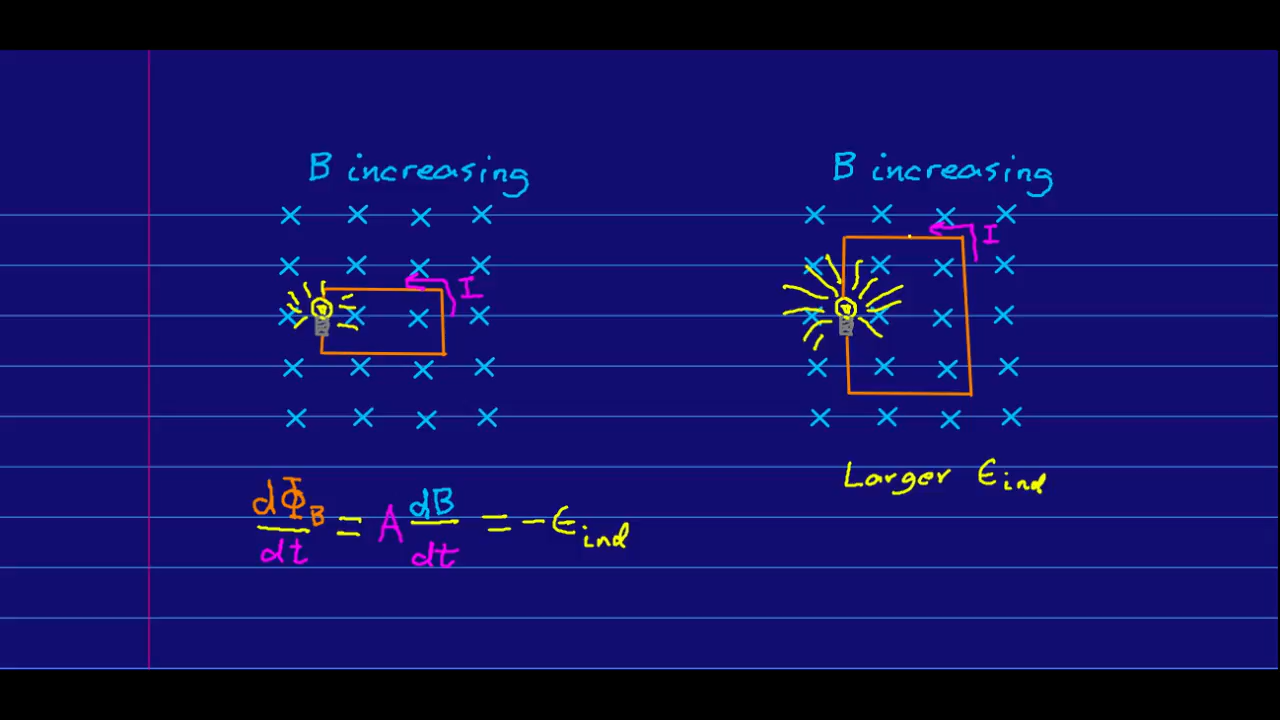 B increasing
B increasing
I
I
Larger ϵind
dΦB/dt = A dB/dt = -ϵind